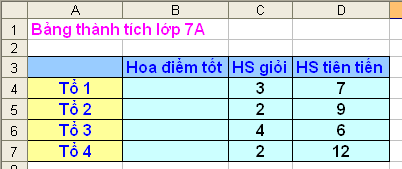 A B C D
1 Bảng thành tích lớp 7A
2
3 Hoa điểm tốt HS giỏi HS tiên tiến
4 Tổ 1 3 7
5 Tổ 2 2 9
6 Tổ 3 4 6
7 Tổ 4 2 12